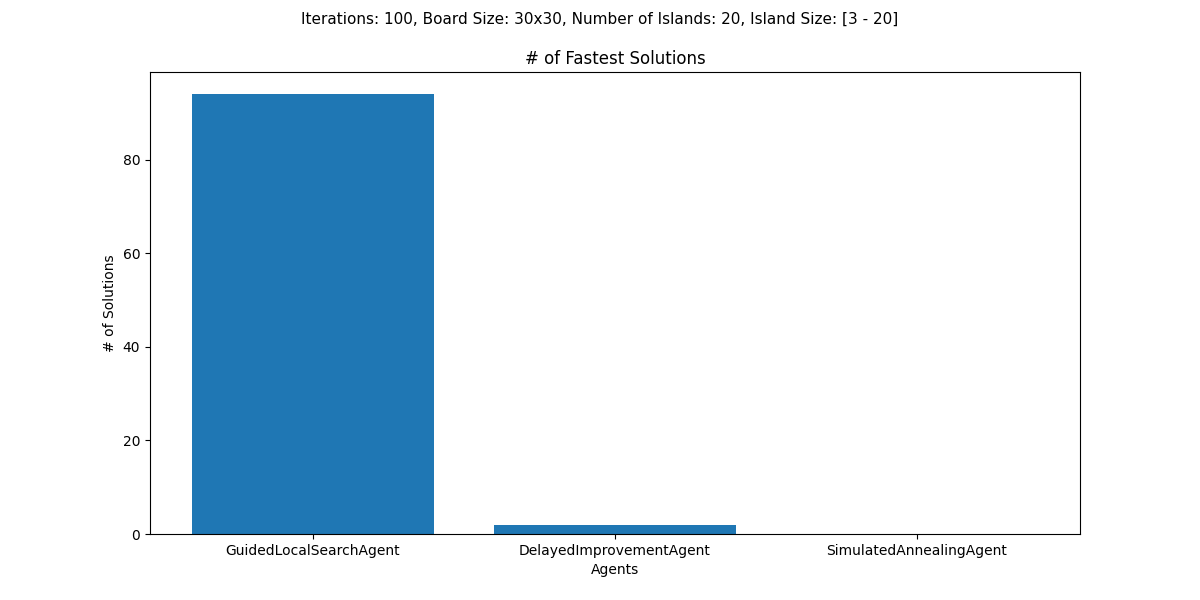 Iterations: 100, Board Size: 30x30, Number of Islands: 20, Island Size: [3 - 20]
# of Fastest Solutions
# of Solutions
80
60
40
20
0
GuidedLocalSearchAgent
DelayedImprovementAgent
SimulatedAnnealingAgent
Agents